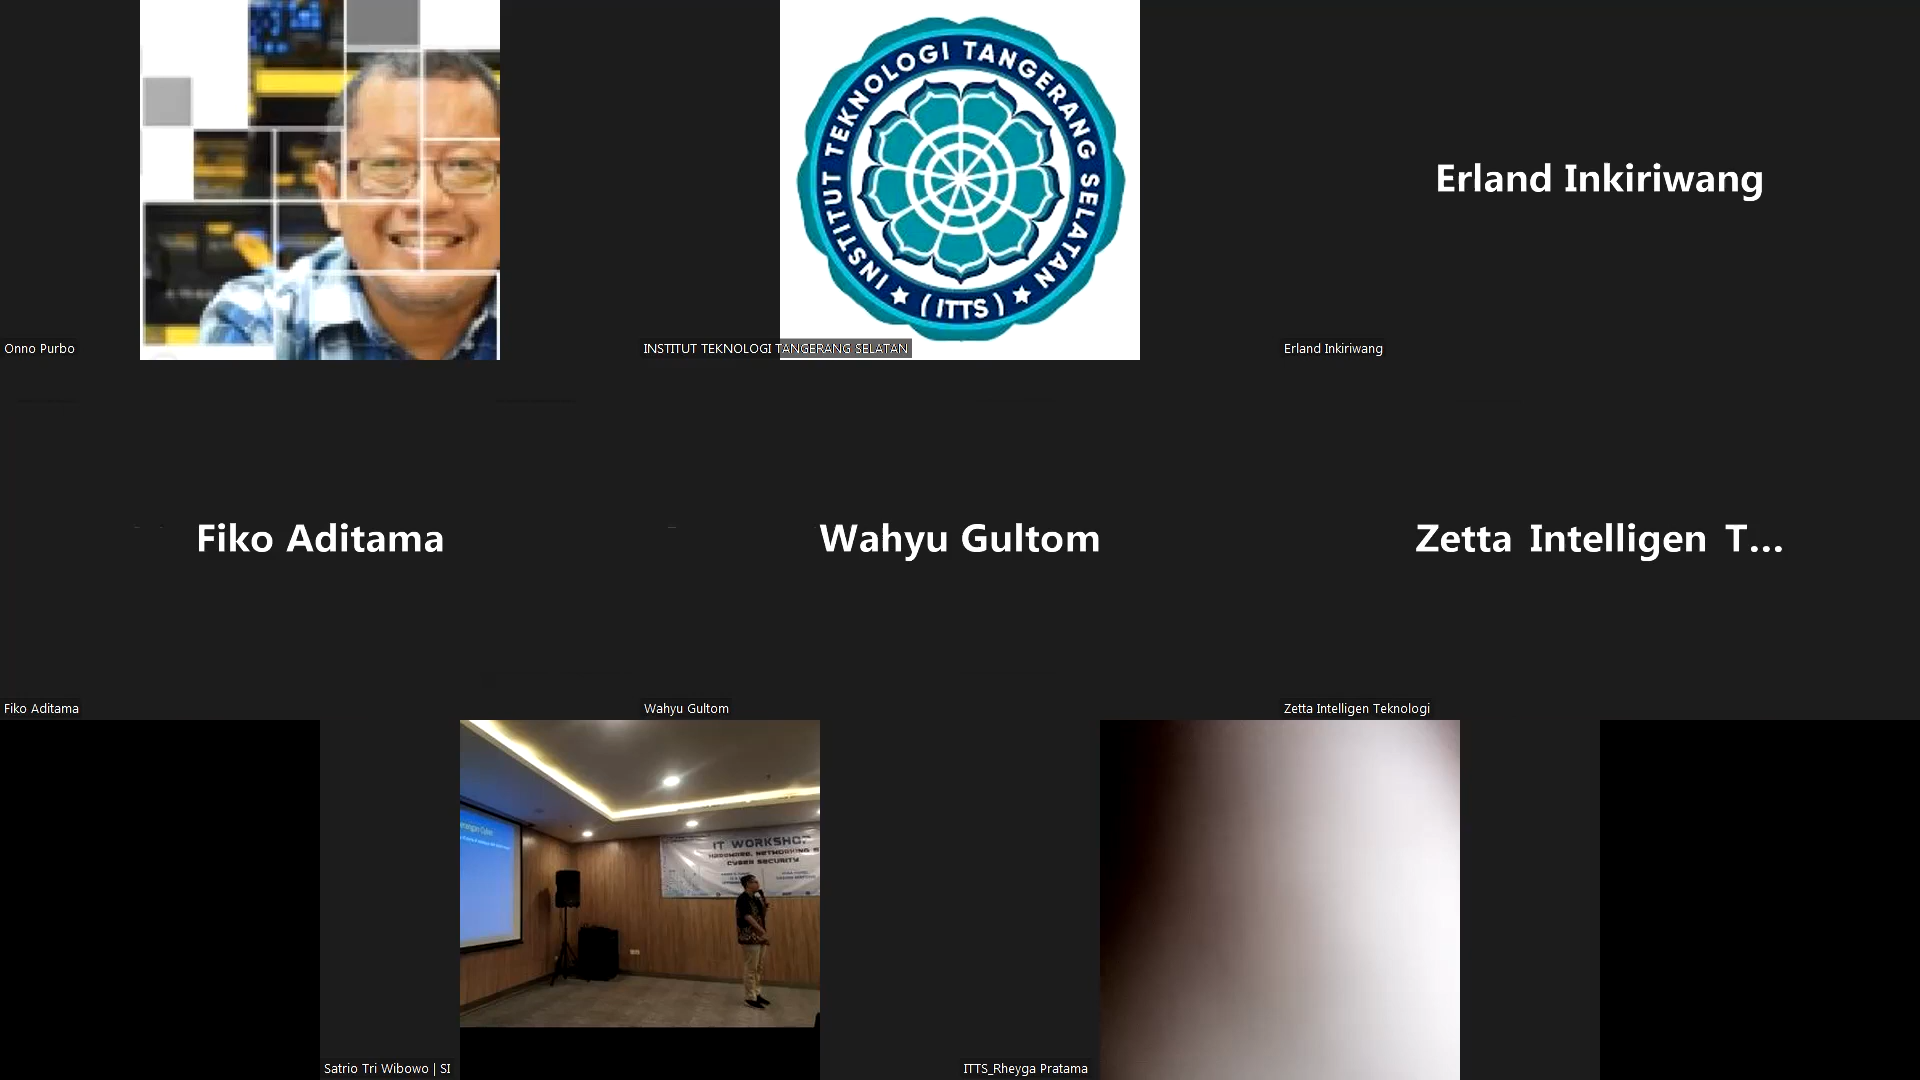 INSTITUT TEKNOLOGI TANGERANG SELATAN
( ITTS )
Erland Inkiriwang
Onno Purbo
INSTITUT TEKNOLOGI TANGERANG SELATAN
Erland Inkiriwang
Fiko Aditama
Wahyu Gultom
Zetta Intelligen T...
Fiko Aditama
Wahyu Gultom
Zetta Intelligen Teknologi
IT WORKSHOP
HARDWARE, NETWORKING &
CYBER SECURITY
Satrio Tri Wibowo | SI
ITTS_Rheyga Pratama